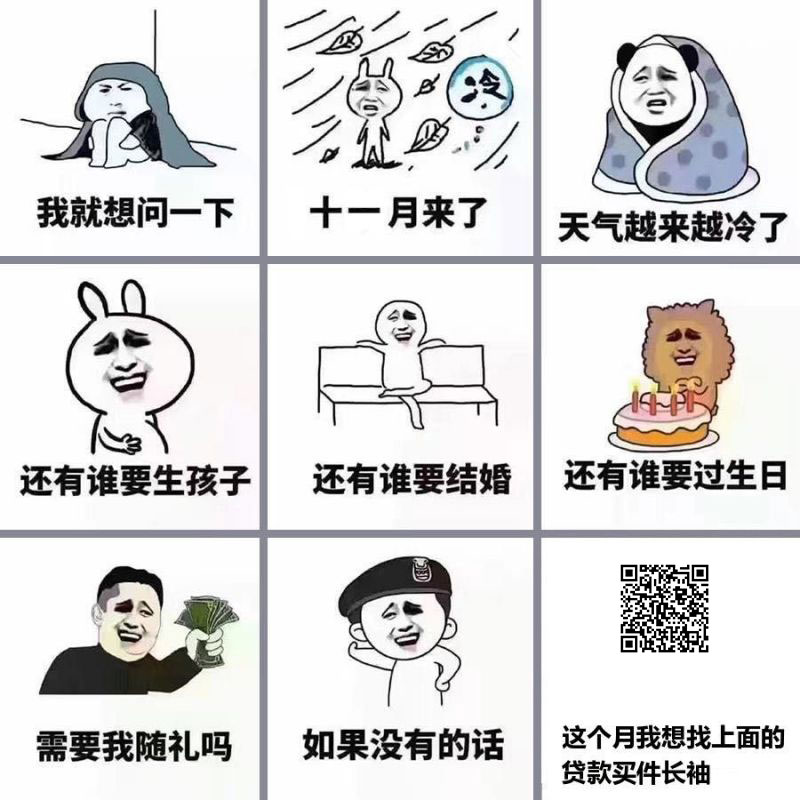 冷
我就想问一下
十一月来了
天气越来越冷了
还有谁要生孩子
还有谁要结婚
还有谁要过生日
需要我随礼吗
如果没有的话
这个月我想找上面的
贷款买件长袖